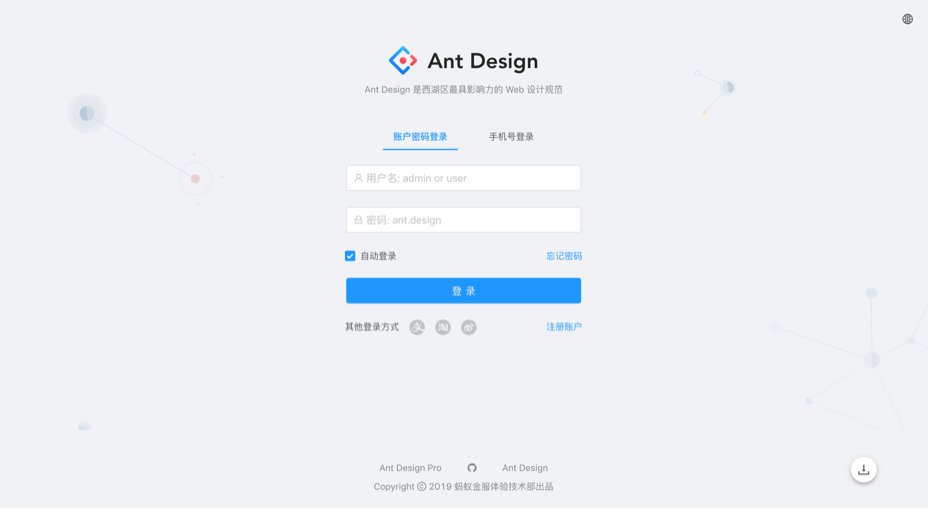 Ant Design
Ant Design 是西湖区最具影响力的 Web 设计规范
账户密码登录 手机号登录
用户名: admin or user
密码: ant.design
自动登录 忘记密码
登 录
其他登录方式 支 淘 注册账户
Ant Design Pro Ant Design
Copyright © 2019 蚂蚁金服体验技术部出品